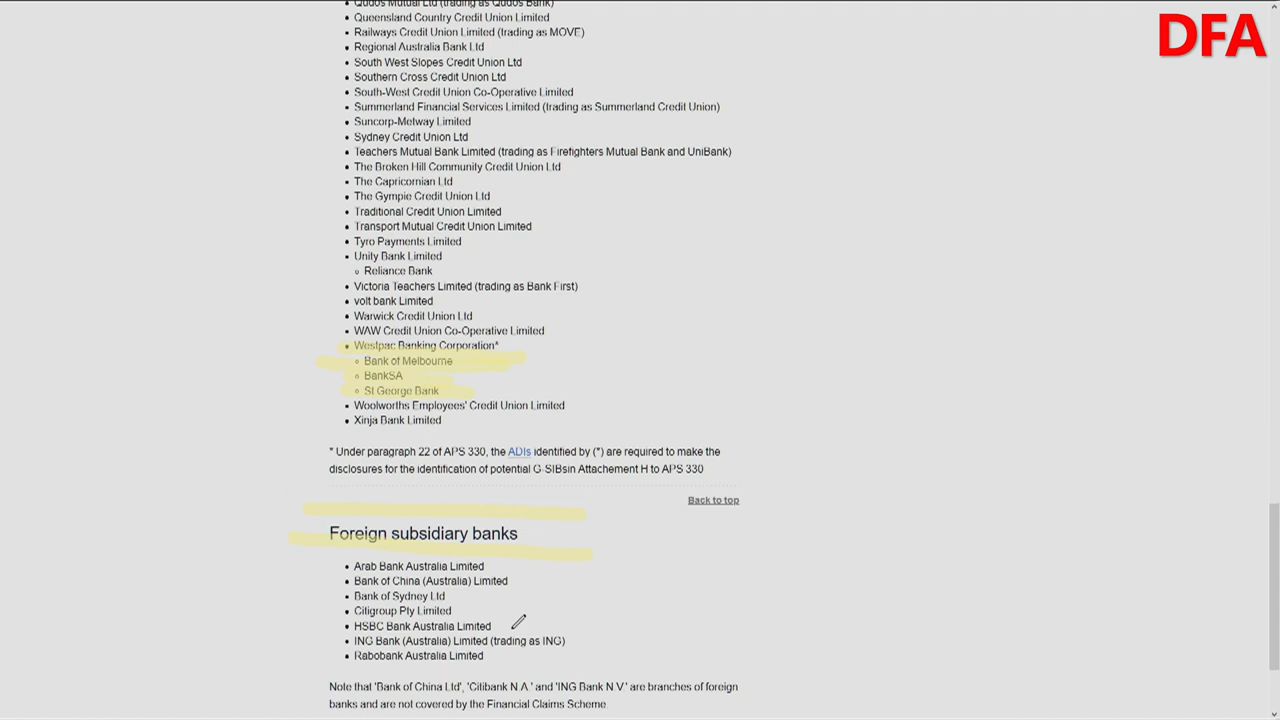 Qudos Mutual Ltd (trading as Qudos Bank)
DFA
Queensland Country Credit Union Limited
Railways Credit Union Limited (trading as MOVE)
Regional Australia Bank Ltd
South West Slopes Credit Union Ltd
Southern Cross Credit Union Ltd
South-West Credit Union Co-Operative Limited
Summerland Financial Services Limited (trading as Summerland Credit Union)
Suncorp-Metway Limited
Sydney Credit Union Ltd
Teachers Mutual Bank Limited (trading as Firefighters Mutual Bank and UniBank)
The Broken Hill Community Credit Union Ltd
The Capricornian Ltd
The Gympie Credit Union Ltd
Traditional Credit Union Limited
Transport Mutual Credit Union Limited
Tyro Payments Limited
Unity Bank Limited
Reliance Bank
Victoria Teachers Limited (trading as Bank First)
volt bank Limited
Warwick Credit Union Ltd
WAW Credit Union Co-Operative Limited
Westpac Banking Corporation*
Bank of Melbourne
BankSA
St George Bank
Woolworths Employees' Credit Union Limited
Xinja Bank Limited
* Under paragraph 22 of APS 330, the ADIs identified by (*) are required to make the
disclosures for the identification of potential G-SIBsin Attachement H to APS 330
Back to top
Foreign subsidiary banks
Arab Bank Australia Limited
Bank of China (Australia) Limited
Bank of Sydney Ltd
Citigroup Pty Limited
HSBC Bank Australia Limited
ING Bank (Australia) Limited (trading as ING)
Rabobank Australia Limited
Note that 'Bank of China Ltd', 'Citibank N A ' and 'ING Bank N V ' are branches of foreign
banks and are not covered by the Financial Claims Scheme.